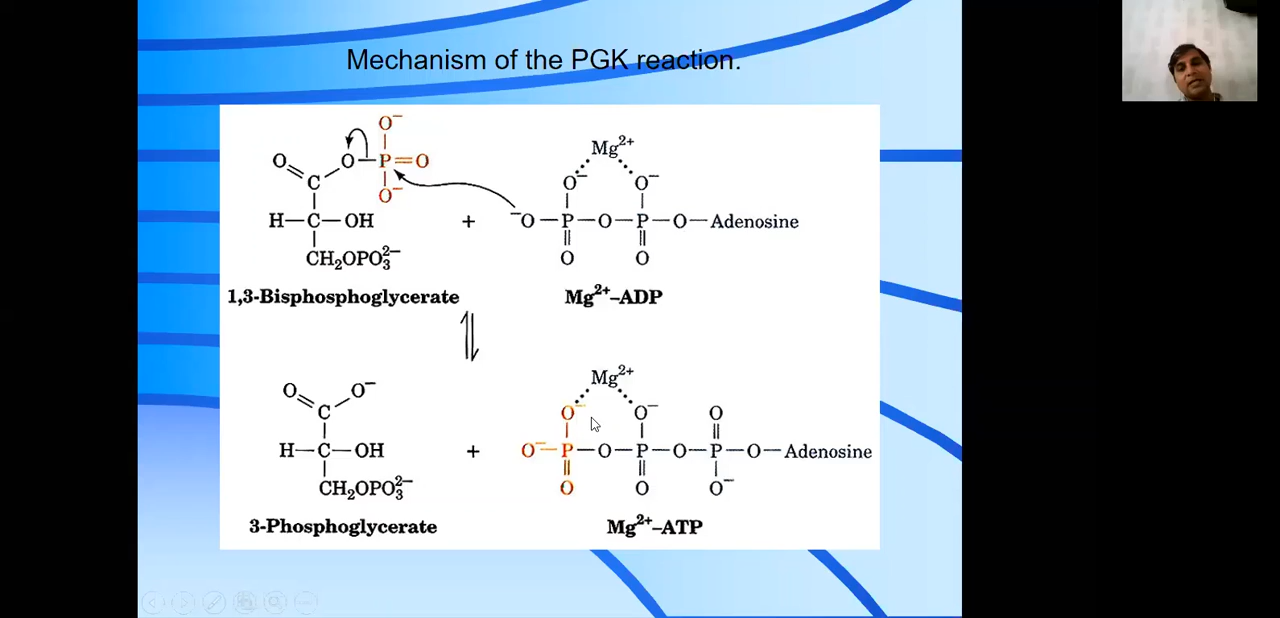 Mechanism of the PGK reaction.
O⁻
O O—P=O
C O⁻
H—C—OH
CH₂OPO₃²⁻
1,3-Bisphosphoglycerate
+
Mg²⁺
O⁻ O⁻
⁻O—P—O—P—O—Adenosine
O O
Mg²⁺–ADP
O O⁻
C
H—C—OH
CH₂OPO₃²⁻
3-Phosphoglycerate
+
Mg²⁺
O⁻ O⁻ O
O⁻—P—O—P—O—P—O—Adenosine
O O O⁻
Mg²⁺–ATP